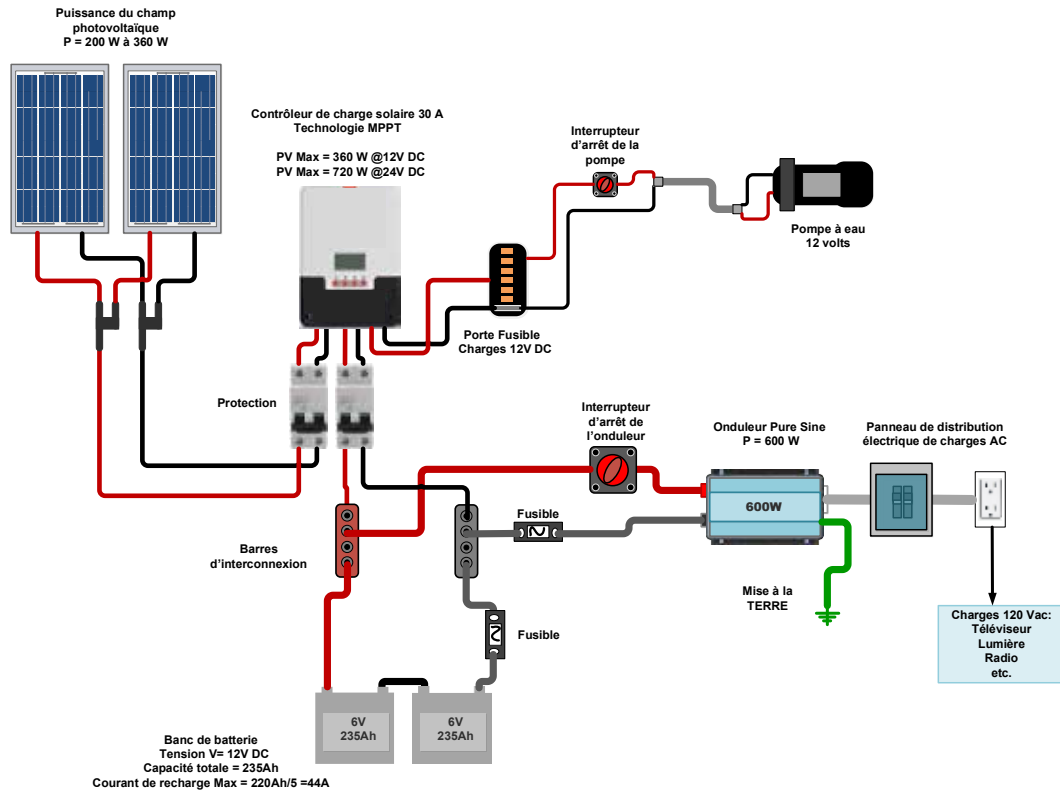 Puissance du champ
photovoltaïque
P = 200 W à 360 W
Contrôleur de charge solaire 30 A
Technologie MPPT
PV Max = 360 W @12V DC
PV Max = 720 W @24V DC
Interrupteur
d'arrêt de la
pompe
Pompe à eau
12 volts
Porte Fusible
Charges 12V DC
Protection
Interrupteur
d'arrêt de
l'onduleur
Onduleur Pure Sine
P = 600 W
Panneau de distribution
électrique de charges AC
600W
Fusible
Barres
d'interconnexion
Mise à la
TERRE
Fusible
Charges 120 Vac:
Téléviseur
Lumière
Radio
etc.
6V
235Ah
6V
235Ah
Banc de batterie
Tension V= 12V DC
Capacité totale = 235Ah
Courant de recharge Max = 220Ah/5 =44A